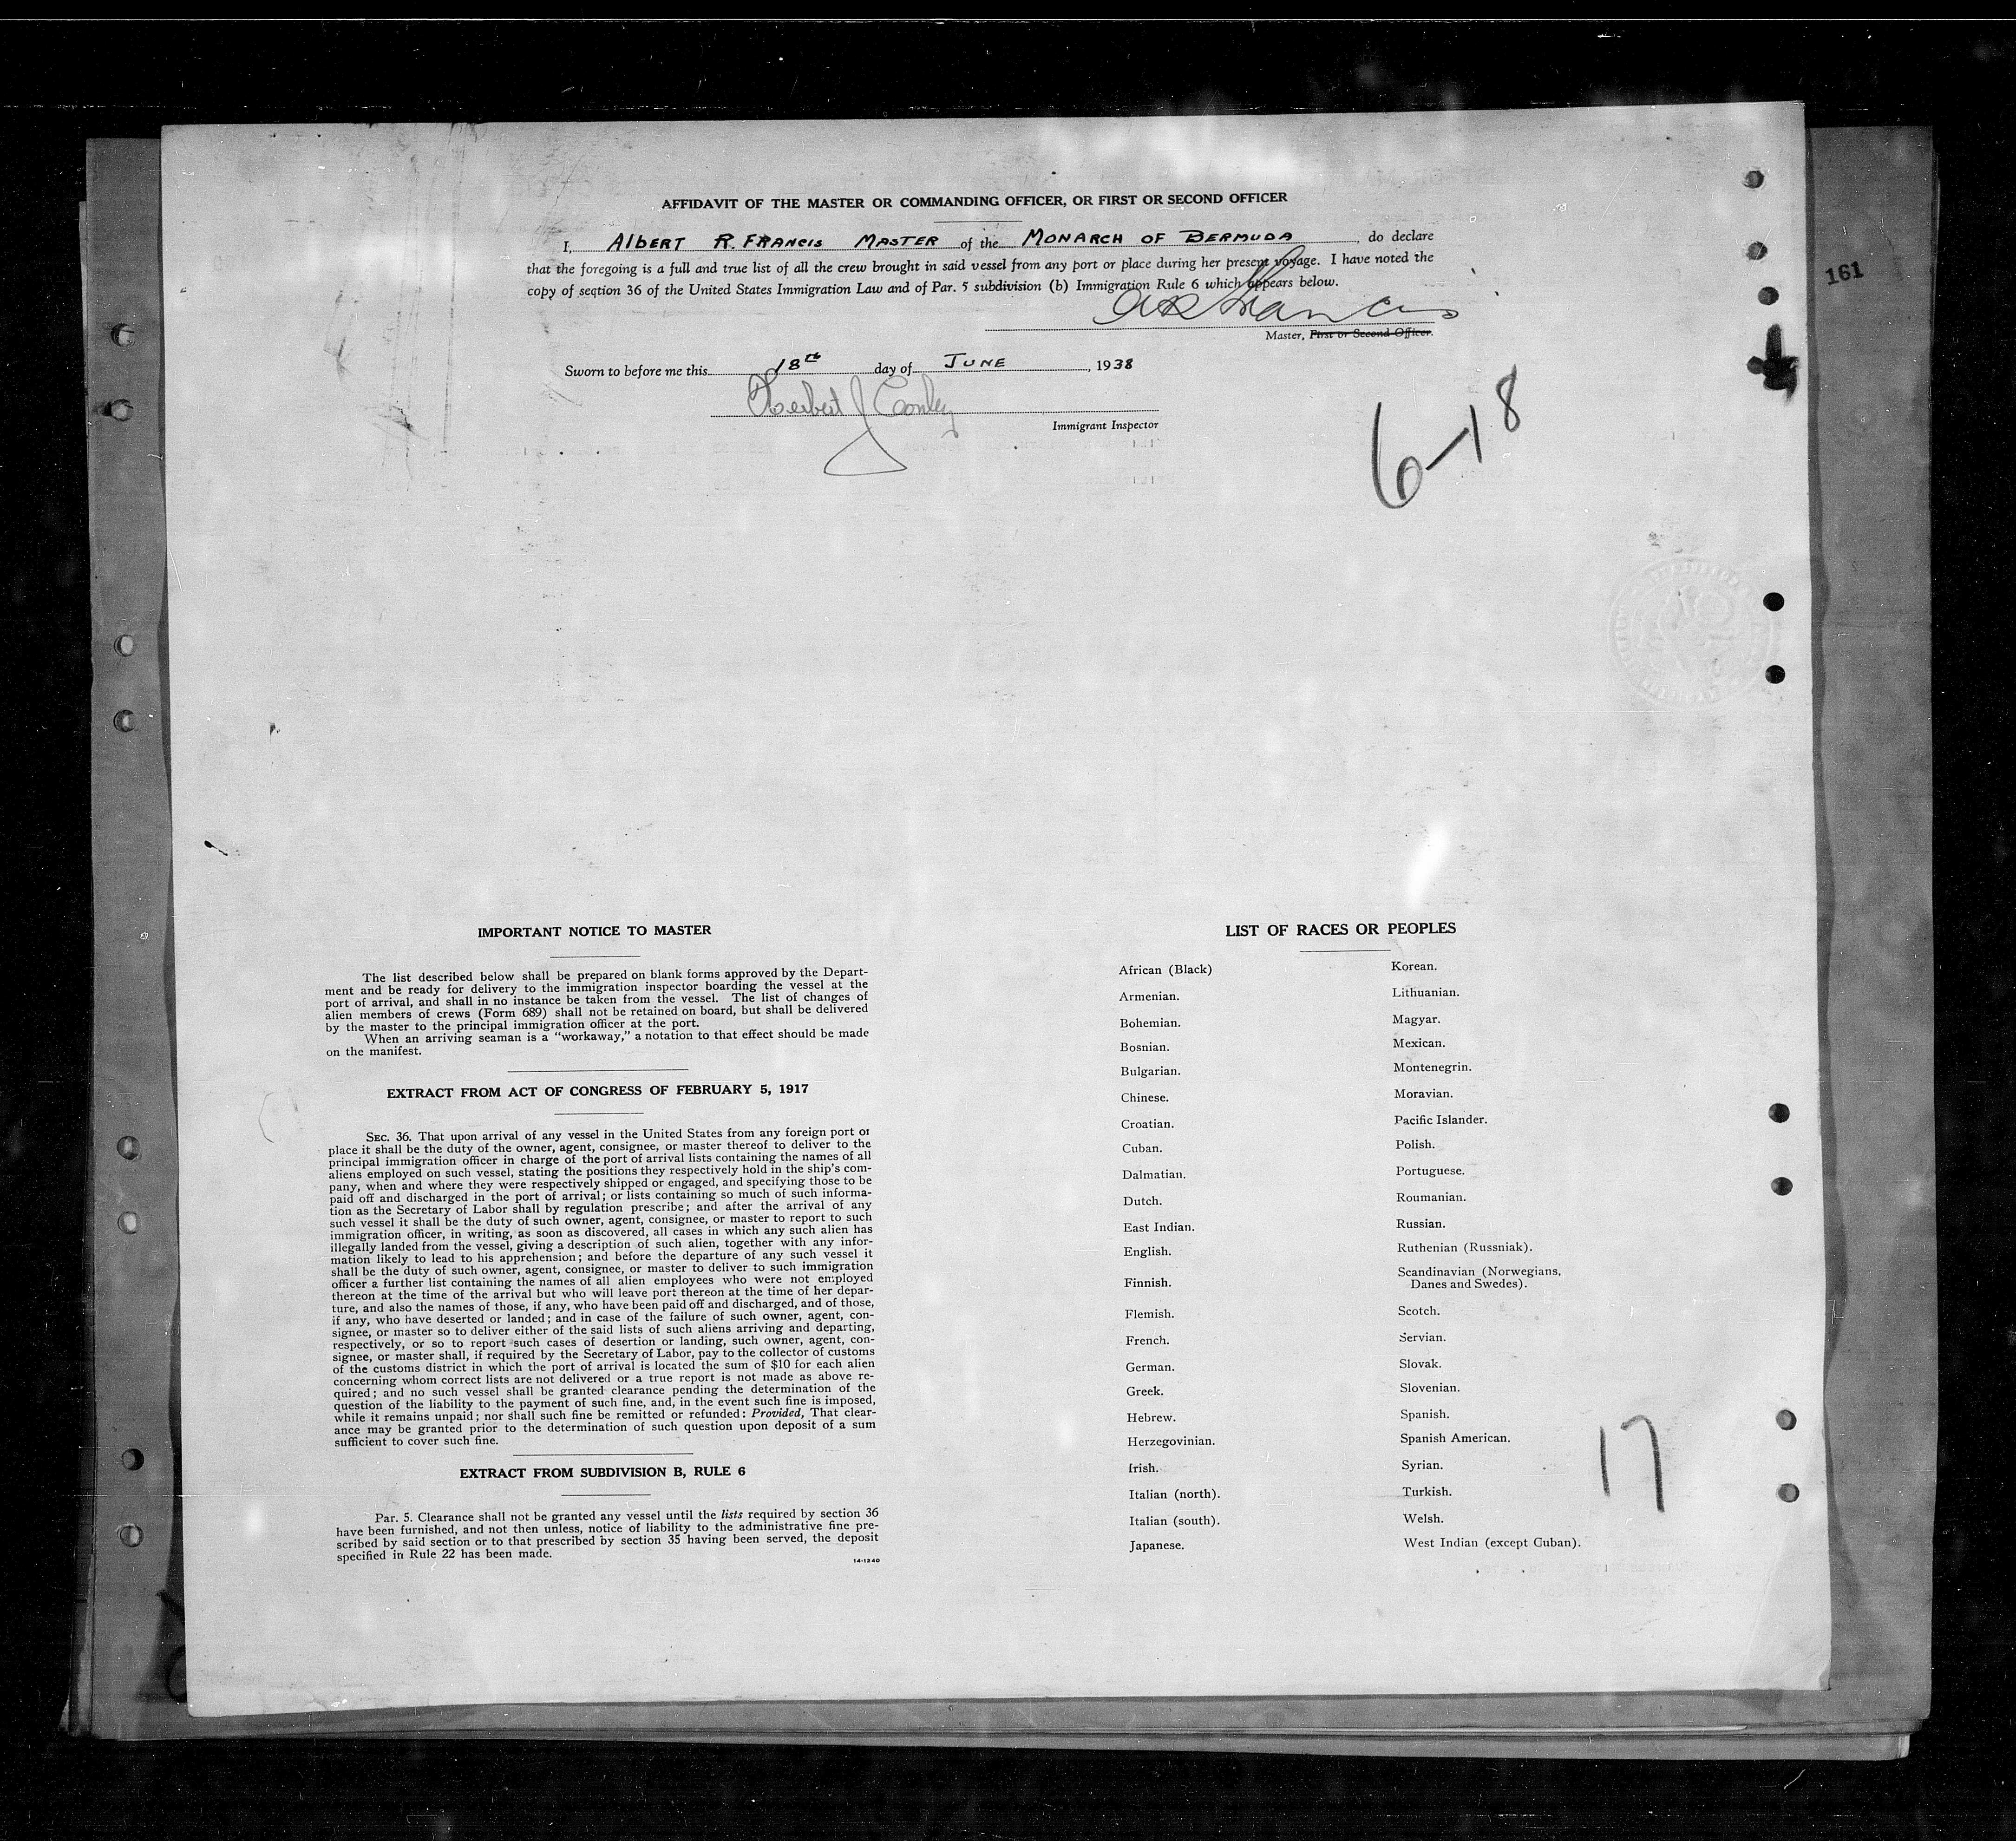 AFFIDAVIT OF THE MASTER OR COMMANDING OFFICER, OR FIRST OR SECOND OFFICER
I, ALBERT R. FRANCIS MASTER of the MONARCH OF BERMUDA, do declare
that the foregoing is a full and true list of all the crew brought in said vessel from any port or place during her present voyage. I have noted the
copy of section 36 of the United States Immigration Law and of Par. 5 subdivision (b) Immigration Rule 6 which appears below.
A R Francis
Master, First or Second Officer.
Sworn to before me this 18th day of JUNE, 1938
Herbert J Conley
Immigrant Inspector
161
6-18
IMPORTANT NOTICE TO MASTER
The list described below shall be prepared on blank forms approved by the Depart-
ment and be ready for delivery to the immigration inspector boarding the vessel at the
port of arrival, and shall in no instance be taken from the vessel. The list of changes of
alien members of crews (Form 689) shall not be retained on board, but shall be delivered
by the master to the principal immigration officer at the port.
When an arriving seaman is a "workaway," a notation to that effect should be made
on the manifest.
EXTRACT FROM ACT OF CONGRESS OF FEBRUARY 5, 1917
SEC. 36. That upon arrival of any vessel in the United States from any foreign port or
place it shall be the duty of the owner, agent, consignee, or master thereof to deliver to the
principal immigration officer in charge of the port of arrival lists containing the names of all
aliens employed on such vessel, stating the positions they respectively hold in the ship's com-
pany, when and where they were respectively shipped or engaged, and specifying those to be
paid off and discharged in the port of arrival; or lists containing so much of such informa-
tion as the Secretary of Labor shall by regulation prescribe; and after the arrival of any
such vessel it shall be the duty of such owner, agent, consignee, or master to report to such
immigration officer, in writing, as soon as discovered, all cases in which any such alien has
illegally landed from the vessel, giving a description of such alien, together with any infor-
mation likely to lead to his apprehension; and before the departure of any such vessel it
shall be the duty of such owner, agent, consignee, or master to deliver to such immigration
officer a further list containing the names of all alien employees who were not employed
thereon at the time of the arrival but who will leave port thereon at the time of her depar-
ture, and also the names of those, if any, who have been paid off and discharged, and of those,
if any, who have deserted or landed; and in case of the failure of such owner, agent, con-
signee, or master so to deliver either of the said lists of such aliens arriving and departing,
respectively, or so to report such cases of desertion or landing, such owner, agent, con-
signee, or master shall, if required by the Secretary of Labor, pay to the collector of customs
of the customs district in which the port of arrival is located the sum of $10 for each alien
concerning whom correct lists are not delivered or a true report is not made as above re-
quired; and no such vessel shall be granted clearance pending the determination of the
question of the liability to the payment of such fine, and, in the event such fine is imposed,
while it remains unpaid; nor shall such fine be remitted or refunded: Provided, That clear-
ance may be granted prior to the determination of such question upon deposit of a sum
sufficient to cover such fine.
EXTRACT FROM SUBDIVISION B, RULE 6
Par. 5. Clearance shall not be granted any vessel until the lists required by section 36
have been furnished, and not then unless, notice of liability to the administrative fine pre-
scribed by said section or to that prescribed by section 35 having been served, the deposit
specified in Rule 22 has been made.
14-1240
LIST OF RACES OR PEOPLES
African (Black)
Armenian.
Bohemian.
Bosnian.
Bulgarian.
Chinese.
Croatian.
Cuban.
Dalmatian.
Dutch.
East Indian.
English.
Finnish.
Flemish.
French.
German.
Greek.
Hebrew.
Herzegovinian.
Irish.
Italian (north).
Italian (south).
Japanese.
Korean.
Lithuanian.
Magyar.
Mexican.
Montenegrin.
Moravian.
Pacific Islander.
Polish.
Portuguese.
Roumanian.
Russian.
Ruthenian (Russniak).
Scandinavian (Norwegians,
Danes and Swedes).
Scotch.
Servian.
Slovak.
Slovenian.
Spanish.
Spanish American.
Syrian.
Turkish.
Welsh.
West Indian (except Cuban).
17